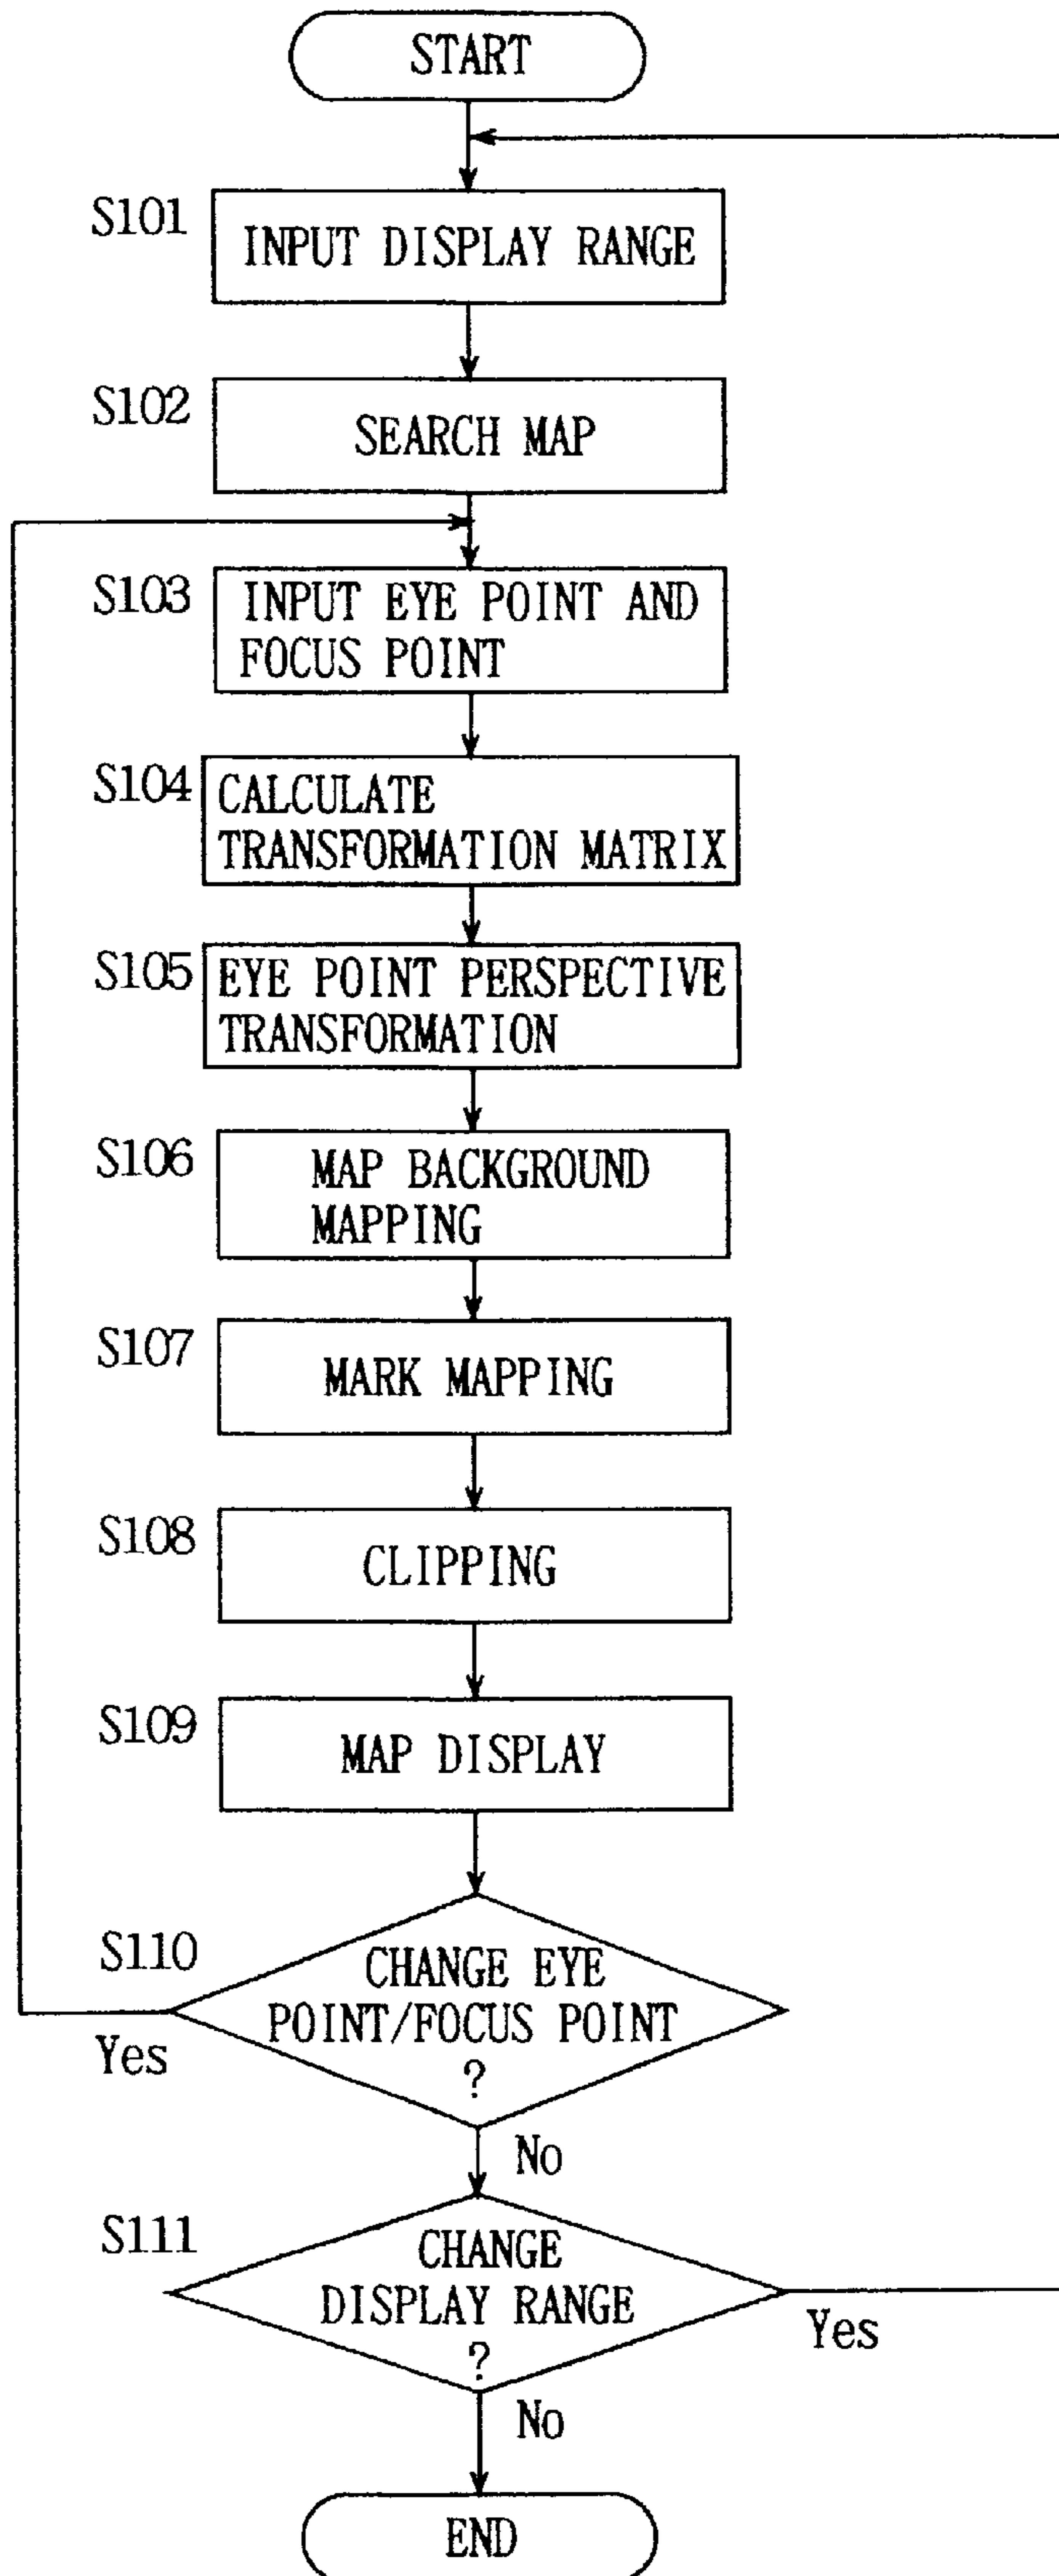 START
S101
INPUT DISPLAY RANGE
S102
SEARCH MAP
S103
INPUT EYE POINT AND
FOCUS POINT
S104
CALCULATE
TRANSFORMATION MATRIX
S105
EYE POINT PERSPECTIVE
TRANSFORMATION
S106
MAP BACKGROUND
MAPPING
S107
MARK MAPPING
S108
CLIPPING
S109
MAP DISPLAY
S110
CHANGE EYE
POINT/FOCUS POINT
?
Yes
No
S111
CHANGE
DISPLAY RANGE
?
Yes
No
END